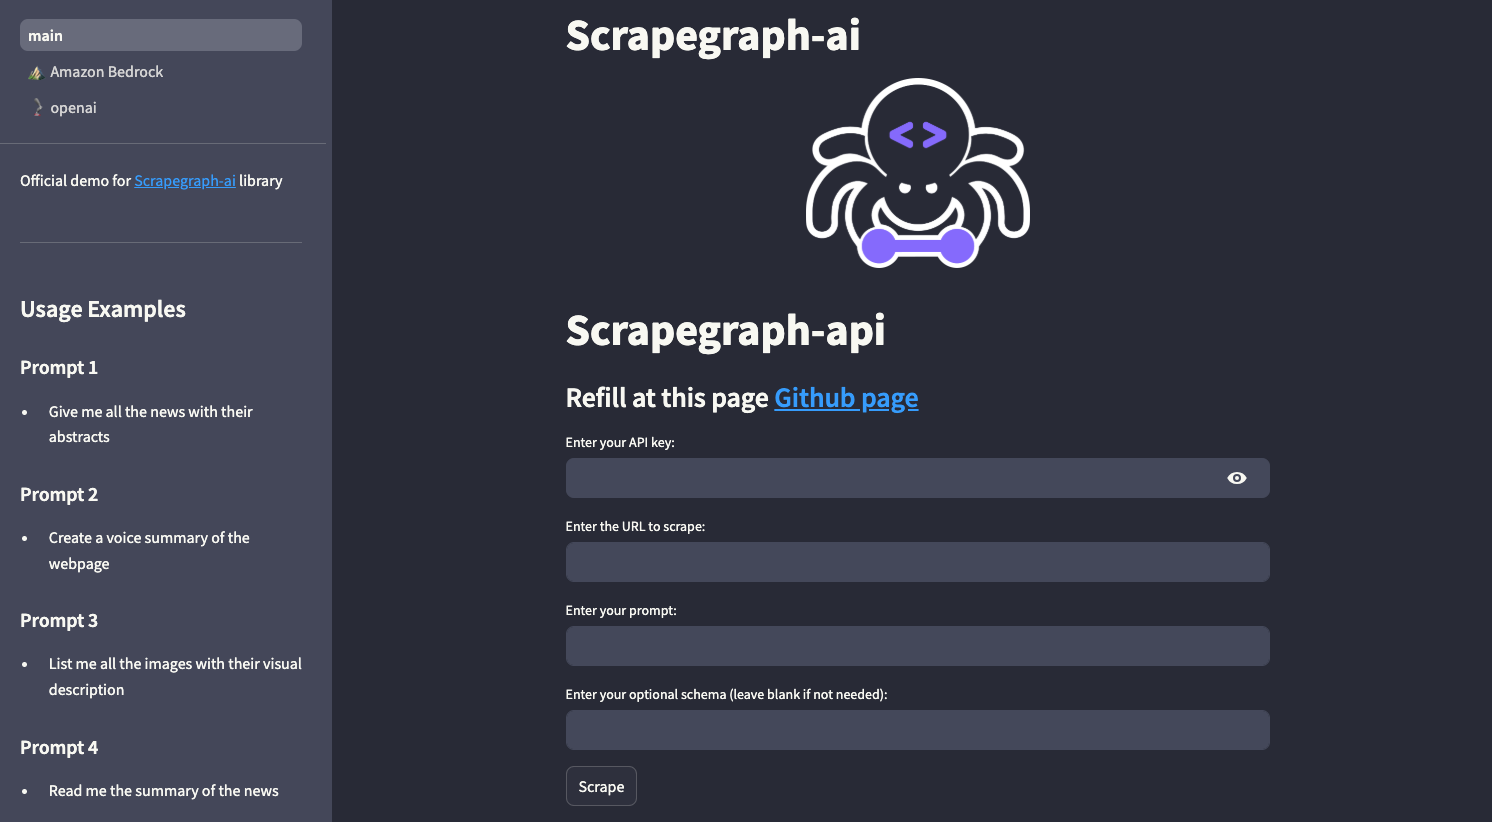 main
Amazon Bedrock
openai
Official demo for Scrapegraph-ai library
Usage Examples
Prompt 1
• Give me all the news with their
abstracts
Prompt 2
• Create a voice summary of the
webpage
Prompt 3
• List me all the images with their visual
description
Prompt 4
• Read me the summary of the news
Scrapegraph-ai
< >
Scrapegraph-api
Refill at this page Github page
Enter your API key:
Enter the URL to scrape:
Enter your prompt:
Enter your optional schema (leave blank if not needed):
Scrape